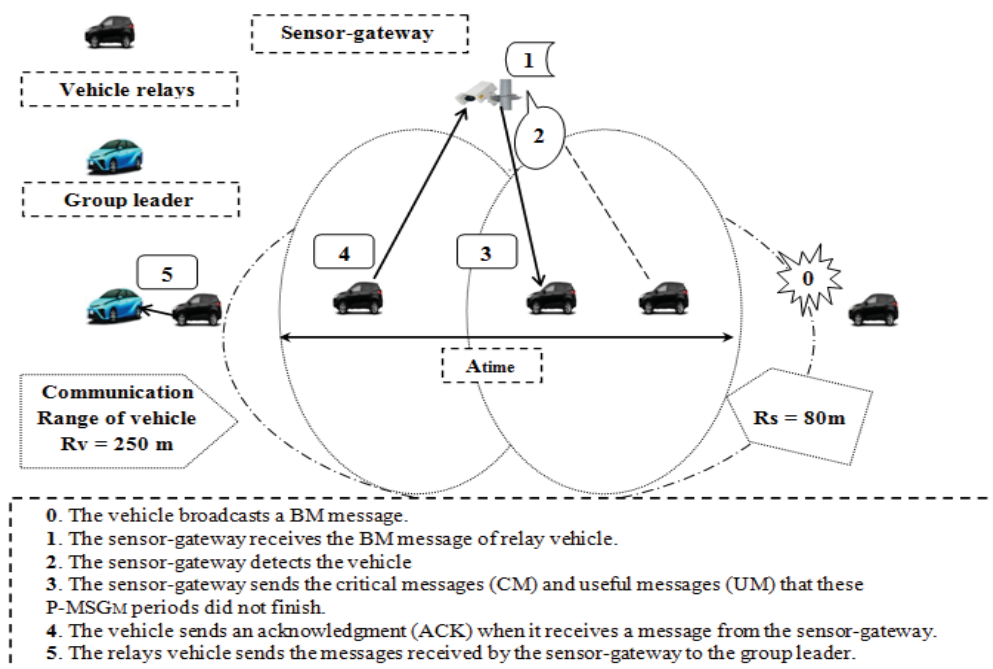 Sensor-gateway
1
Vehicle relays
2
Group leader
4
3
5
0
Atime
Communication
Range of vehicle
Rv = 250 m
Rs = 80m
0. The vehicle broadcasts a BM message.
1. The sensor-gateway receives the BM message of relay vehicle.
2. The sensor-gateway detects the vehicle
3. The sensor-gateway sends the critical messages (CM) and useful messages (UM) that these
P-MSGM periods did not finish.
4. The vehicle sends an acknowledgment (ACK) when it receives a message from the sensor-gateway.
5. The relays vehicle sends the messages received by the sensor-gateway to the group leader.